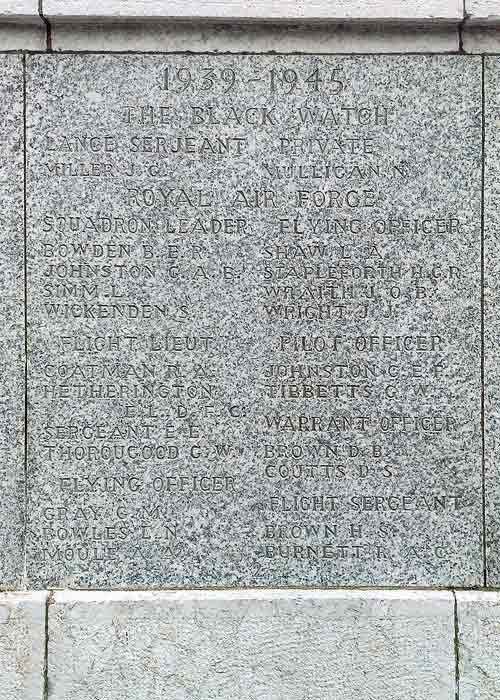 1939-1945
THE BLACK WATCH
LANCE SERJEANT
MILLER J. G.
PRIVATE
MULLIGAN N.
ROYAL AIR FORCE
SQUADRON LEADER
BOWDEN B. E. R.
JOHNSTON G. A. B.
SIMM L.
WICKENDEN S.
FLIGHT LIEUT.
COATMAN R. A.
HETHERINGTON
E. L. D. F. C.
SERGEANT E. E.
THOROUGOOD G. W.
FLYING OFFICER
GRAY C. M.
BOWLES L. N.
MOULE A. A.
FLYING OFFICER
SHAW L. A.
STAPLEFORTH H. G. R.
WRAITH J. O. B.
WRIGHT J. J.
PILOT OFFICER
JOHNSTON C. E. F.
TIBBETTS G. W.
WARRANT OFFICER
BROWN D. B.
COUTTS D. S.
FLIGHT SERGEANT
BROWN H. S.
BURNETT R. A. C.